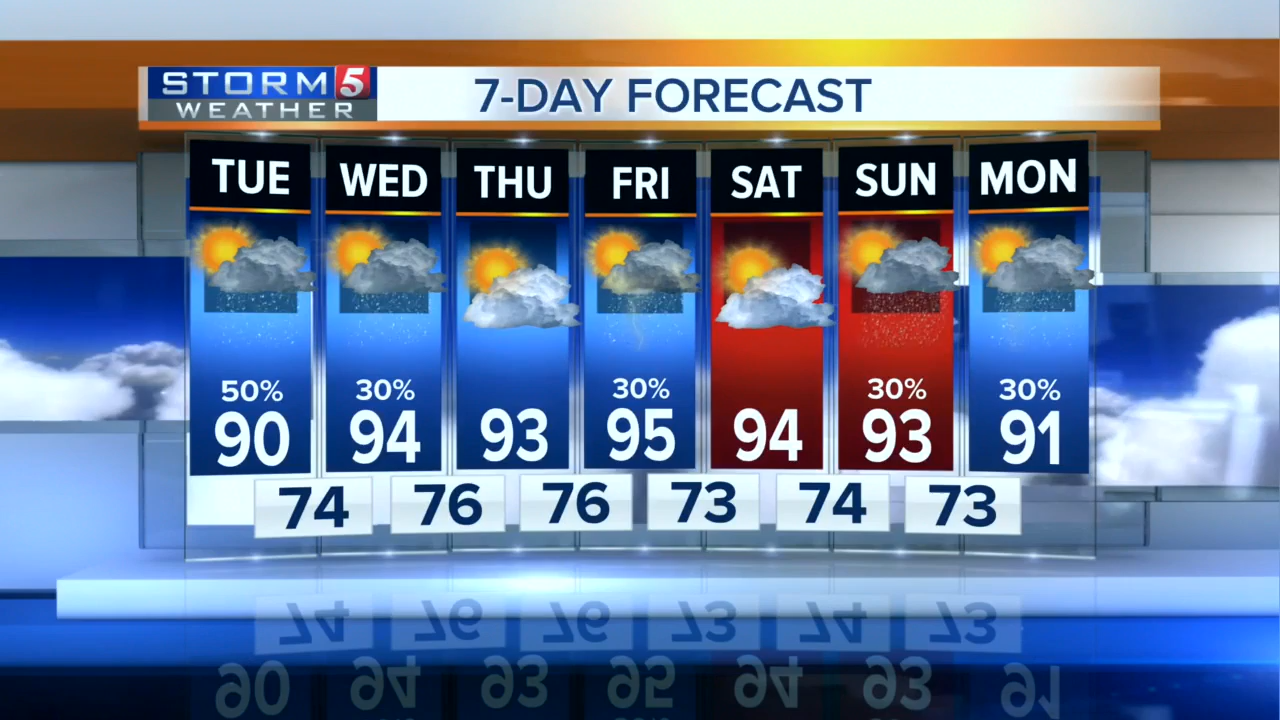 STORM 5
WEATHER
7-DAY FORECAST
TUE WED THU FRI SAT SUN MON
50% 30% 30% 30% 30%
90 94 93 95 94 93 91
74 76 76 73 74 73